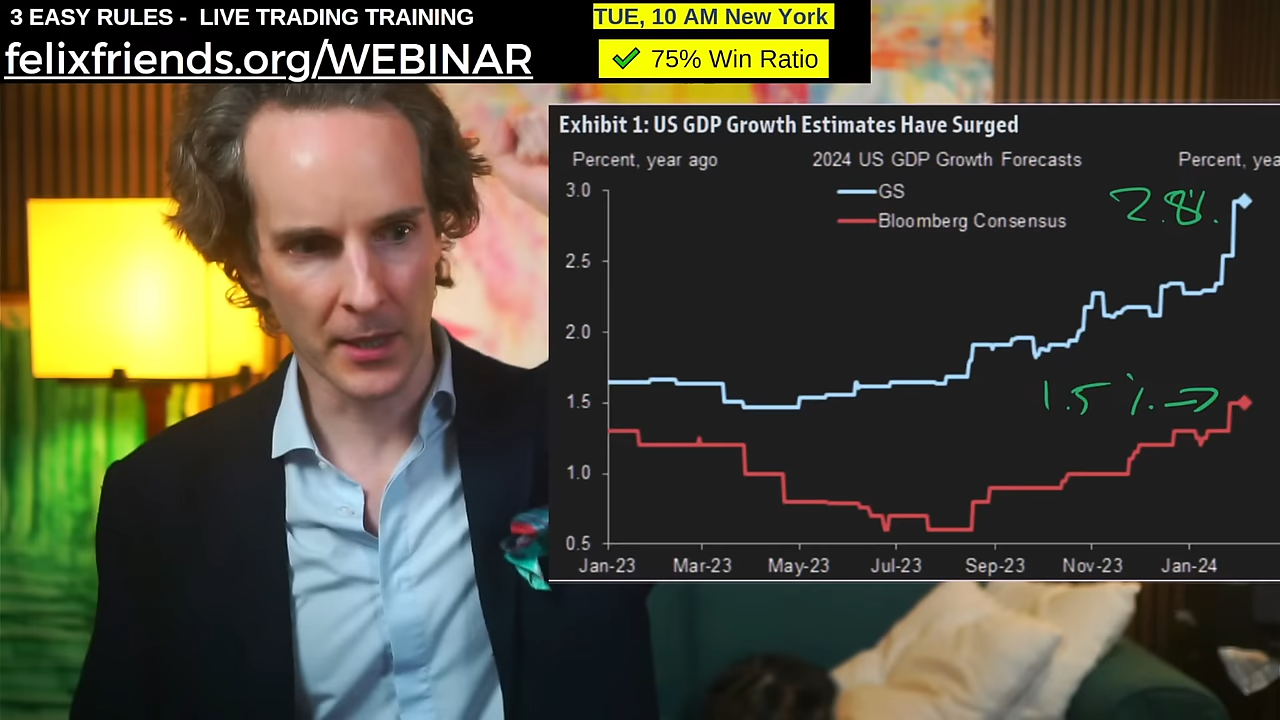 3 EASY RULES - LIVE TRADING TRAINING
felixfriends.org/WEBINAR
TUE, 10 AM New York
75% Win Ratio
Exhibit 1: US GDP Growth Estimates Have Surged
Percent, year ago
2024 US GDP Growth Forecasts
Percent, yea
GS
Bloomberg Consensus
3.0
2.5
2.0
1.5
1.0
0.5
2.8%.
1.5%.
Jan-23
Mar-23
May-23
Jul-23
Sep-23
Nov-23
Jan-24